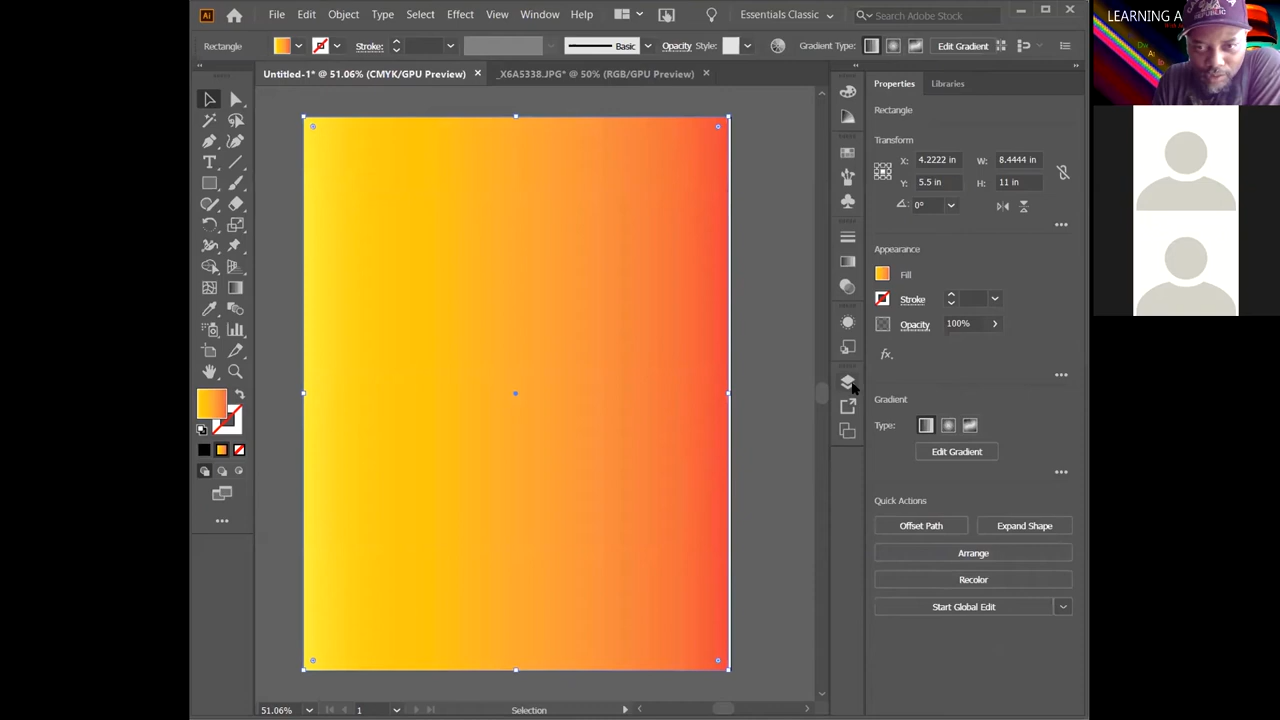 Ai File Edit Object Type Select Effect View Window Help Essentials Classic Search Adobe Stock
LEARNING A
REPUBLIC
Rectangle Stroke: Basic Opacity Style: Gradient Type: Edit Gradient
Untitled-1* @ 51.06% (CMYK/GPU Preview) × _X6A5338.JPG* @ 50% (RGB/GPU Preview) ×
Properties Libraries
Rectangle
Transform
X: 4.2222 in W: 8.4444 in
Y: 5.5 in H: 11 in
0°
Appearance
Fill
Stroke
Opacity 100%
fx.
Gradient
Type:
Edit Gradient
Quick Actions
Offset Path Expand Shape
Arrange
Recolor
Start Global Edit
51.06% 1 Selection